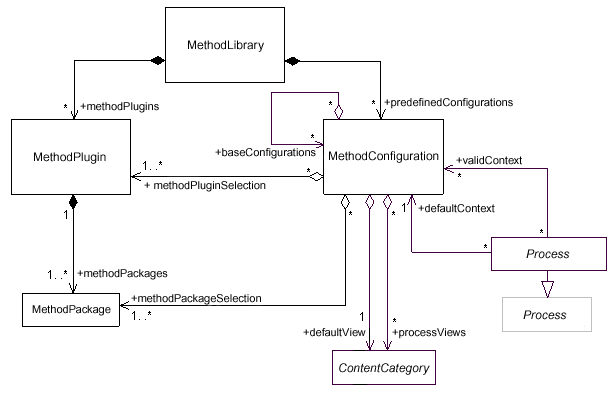 MethodLibrary
*
+methodPlugins
*
+predefinedConfigurations
*
*
+baseConfigurations
MethodPlugin
MethodConfiguration
1..*
+ methodPluginSelection
*
+validContext
*
1
+defaultContext
1
*
*
*
*
Process
1..*
+methodPackages
MethodPackage
+methodPackageSelection
1..*
Process
1
+defaultView
*
+processViews
ContentCategory